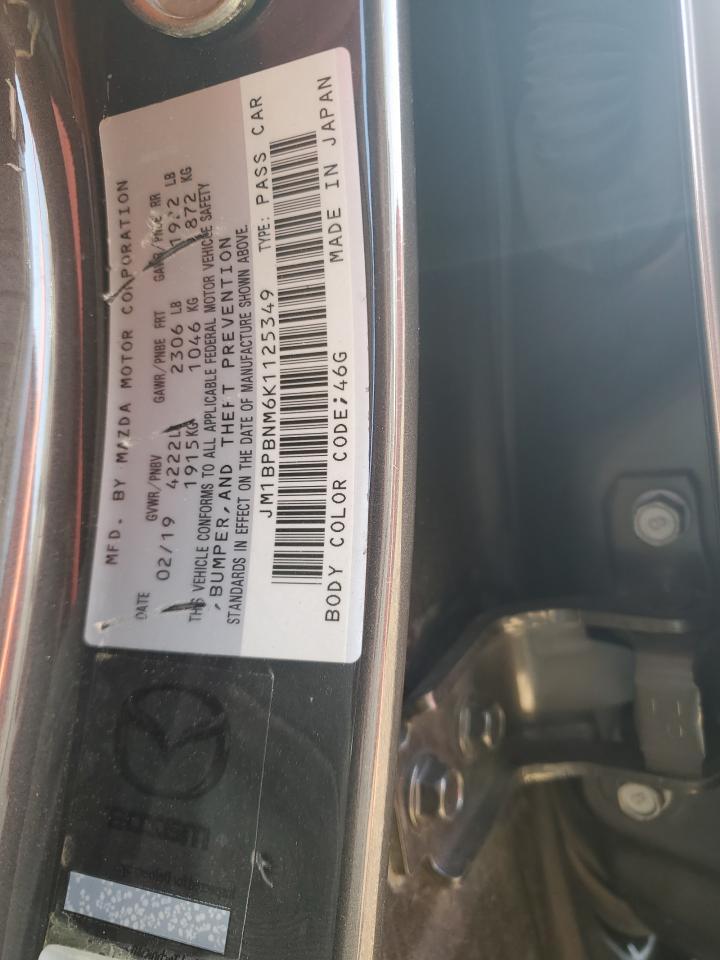 MFD. BY MAZDA MOTOR CORPORATION
DATE GVWR/PNBV GAWR/PNBE FRT GAWR/PNBE RR
02/19 4222LB 2306 LB LB
1915KG 1046 KG 872 KG
THIS VEHICLE CONFORMS TO ALL APPLICABLE FEDERAL MOTOR VEHICLE SAFETY
,BUMPER,AND THEFT PREVENTION
STANDARDS IN EFFECT ON THE DATE OF MANUFACTURE SHOWN ABOVE.
JM1BPBNM6K1125349 TYPE: PASS CAR
BODY COLOR CODE;46G MADE IN JAPAN
mazda